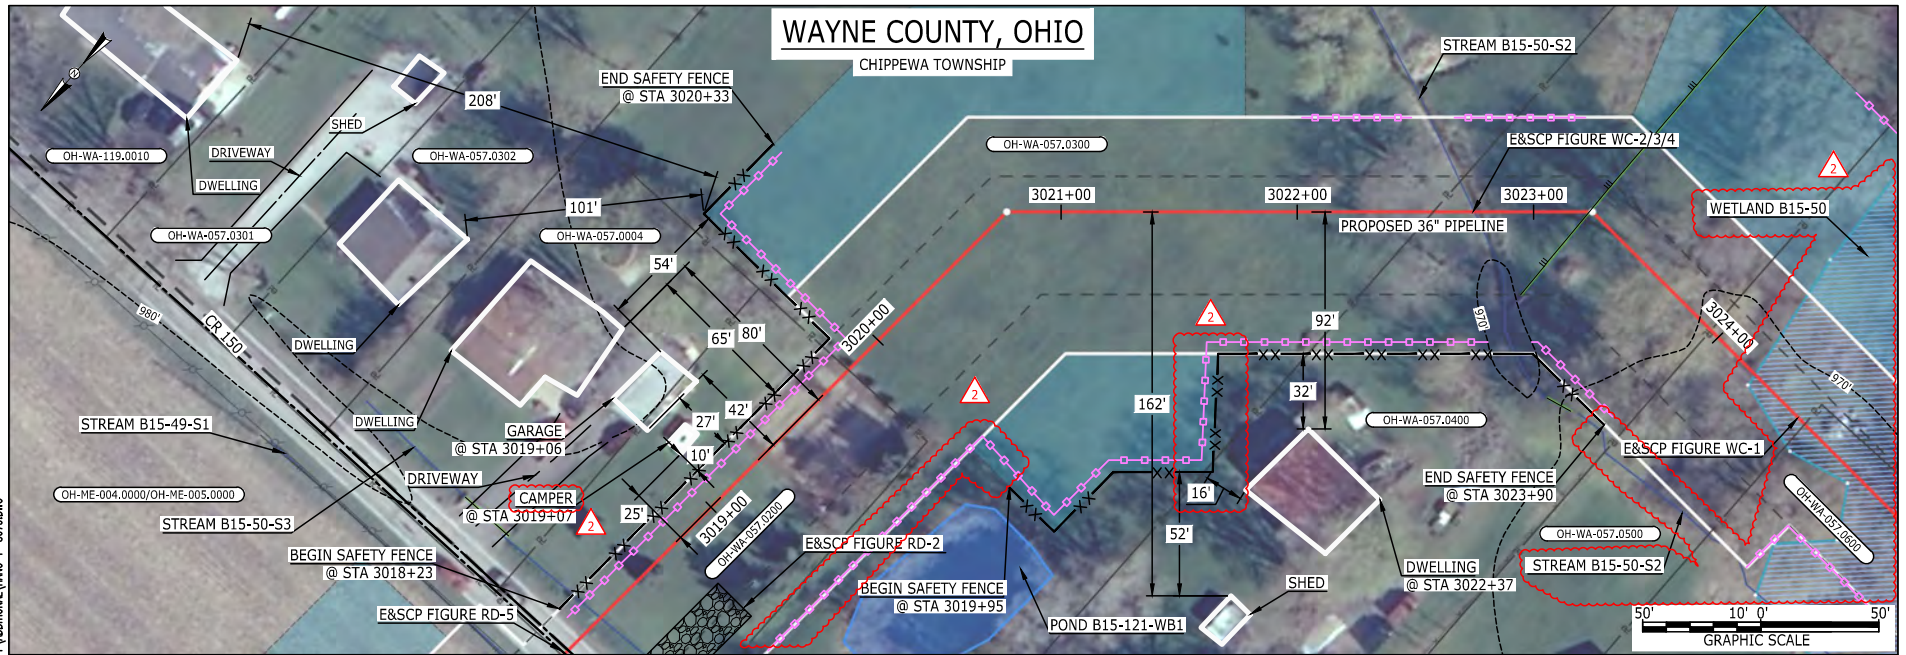 WAYNE COUNTY, OHIO
CHIPPEWA TOWNSHIP
STREAM B15-50-S2
END SAFETY FENCE
@ STA 3020+33
208'
SHED
OH-WA-119.0010
DRIVEWAY
OH-WA-057.0302
DWELLING
OH-WA-057.0300
E&SCP FIGURE WC-2/3/4
2
3021+00
3022+00
3023+00
WETLAND B15-50
101'
OH-WA-057.0301
OH-WA-057.0004
PROPOSED 36" PIPELINE
54'
980'
CR 150
65'
80'
3020+00
2
92'
970'
3024+00
970'
DWELLING
2
162'
32'
DWELLING
STREAM B15-49-S1
GARAGE
@ STA 3019+06
27'
42'
10'
OH-WA-057.0400
E&SCP FIGURE WC-1
DRIVEWAY
END SAFETY FENCE
@ STA 3023+90
OH-ME-004.0000/OH-ME-005.0000
CAMPER
@ STA 3019+07
2
25'
16'
OH-WA-057.0600
STREAM B15-50-S3
3019+00
OH-WA-057.0200
E&SCP FIGURE RD-2
52'
OH-WA-057.0500
BEGIN SAFETY FENCE
@ STA 3018+23
BEGIN SAFETY FENCE
@ STA 3019+95
SHED
DWELLING
@ STA 3022+37
STREAM B15-50-S2
E&SCP FIGURE RD-5
POND B15-121-WB1
50' 10' 0' 50'
GRAPHIC SCALE